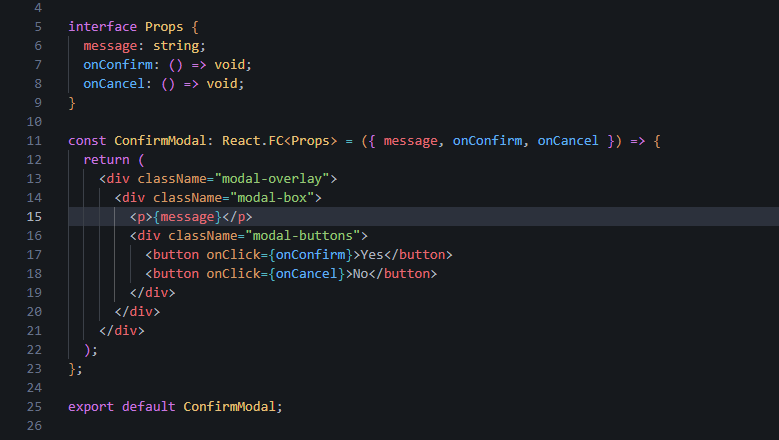 4
5 interface Props {
6   message: string;
7   onConfirm: () => void;
8   onCancel: () => void;
9 }
10
11 const ConfirmModal: React.FC<Props> = ({ message, onConfirm, onCancel }) => {
12   return (
13     <div className="modal-overlay">
14       <div className="modal-box">
15         <p>{message}</p>
16         <div className="modal-buttons">
17           <button onClick={onConfirm}>Yes</button>
18           <button onClick={onCancel}>No</button>
19         </div>
20       </div>
21     </div>
22   );
23 };
24
25 export default ConfirmModal;
26